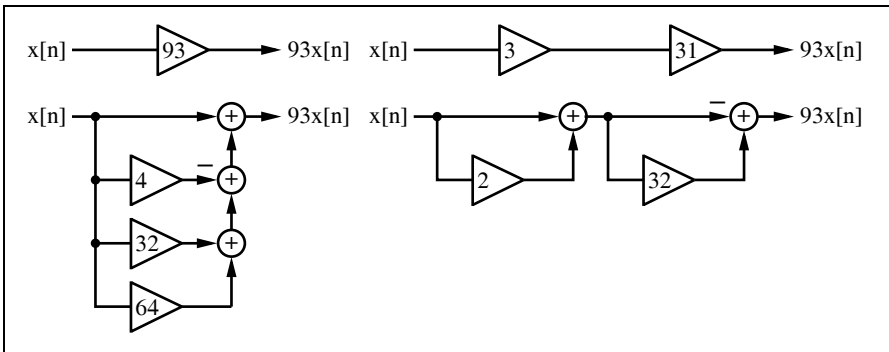 x[n] 93 93x[n] x[n] 3 31 93x[n]
x[n] + 93x[n] x[n] + − + 93x[n]
4 − + 2 32
32 +
64